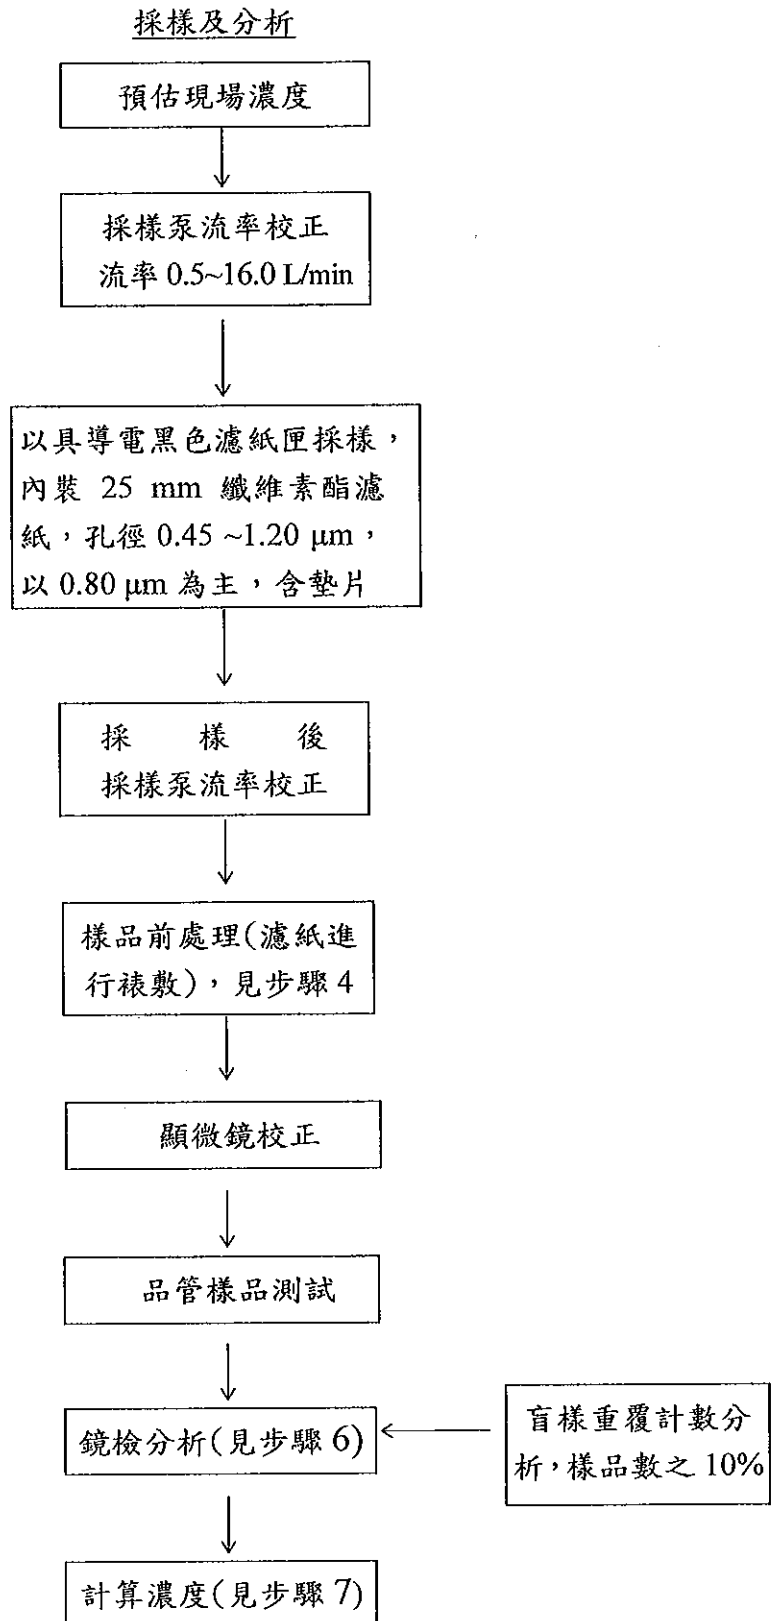 採樣及分析
預估現場濃度
採樣泵流率校正
流率 0.5~16.0 L/min
以具導電黑色濾紙匣採樣，
內裝 25 mm 纖維素酯濾
紙，孔徑 0.45 ~1.20 μm，
以 0.80 μm 為主，含墊片
採 樣 後
採樣泵流率校正
樣品前處理(濾紙進
行裱敷)，見步驟 4
顯微鏡校正
品管樣品測試
鏡檢分析(見步驟 6)
盲樣重覆計數分
析，樣品數之 10%
計算濃度(見步驟 7)